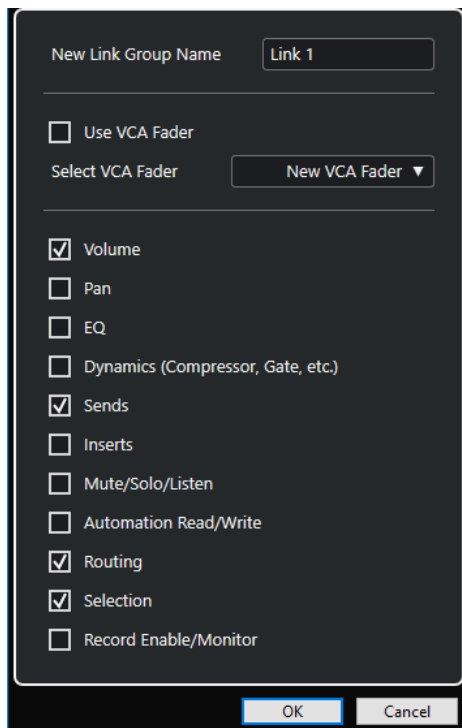 New Link Group Name Link 1
Use VCA Fader
Select VCA Fader New VCA Fader
Volume
Pan
EQ
Dynamics (Compressor, Gate, etc.)
Sends
Inserts
Mute/Solo/Listen
Automation Read/Write
Routing
Selection
Record Enable/Monitor
OK Cancel